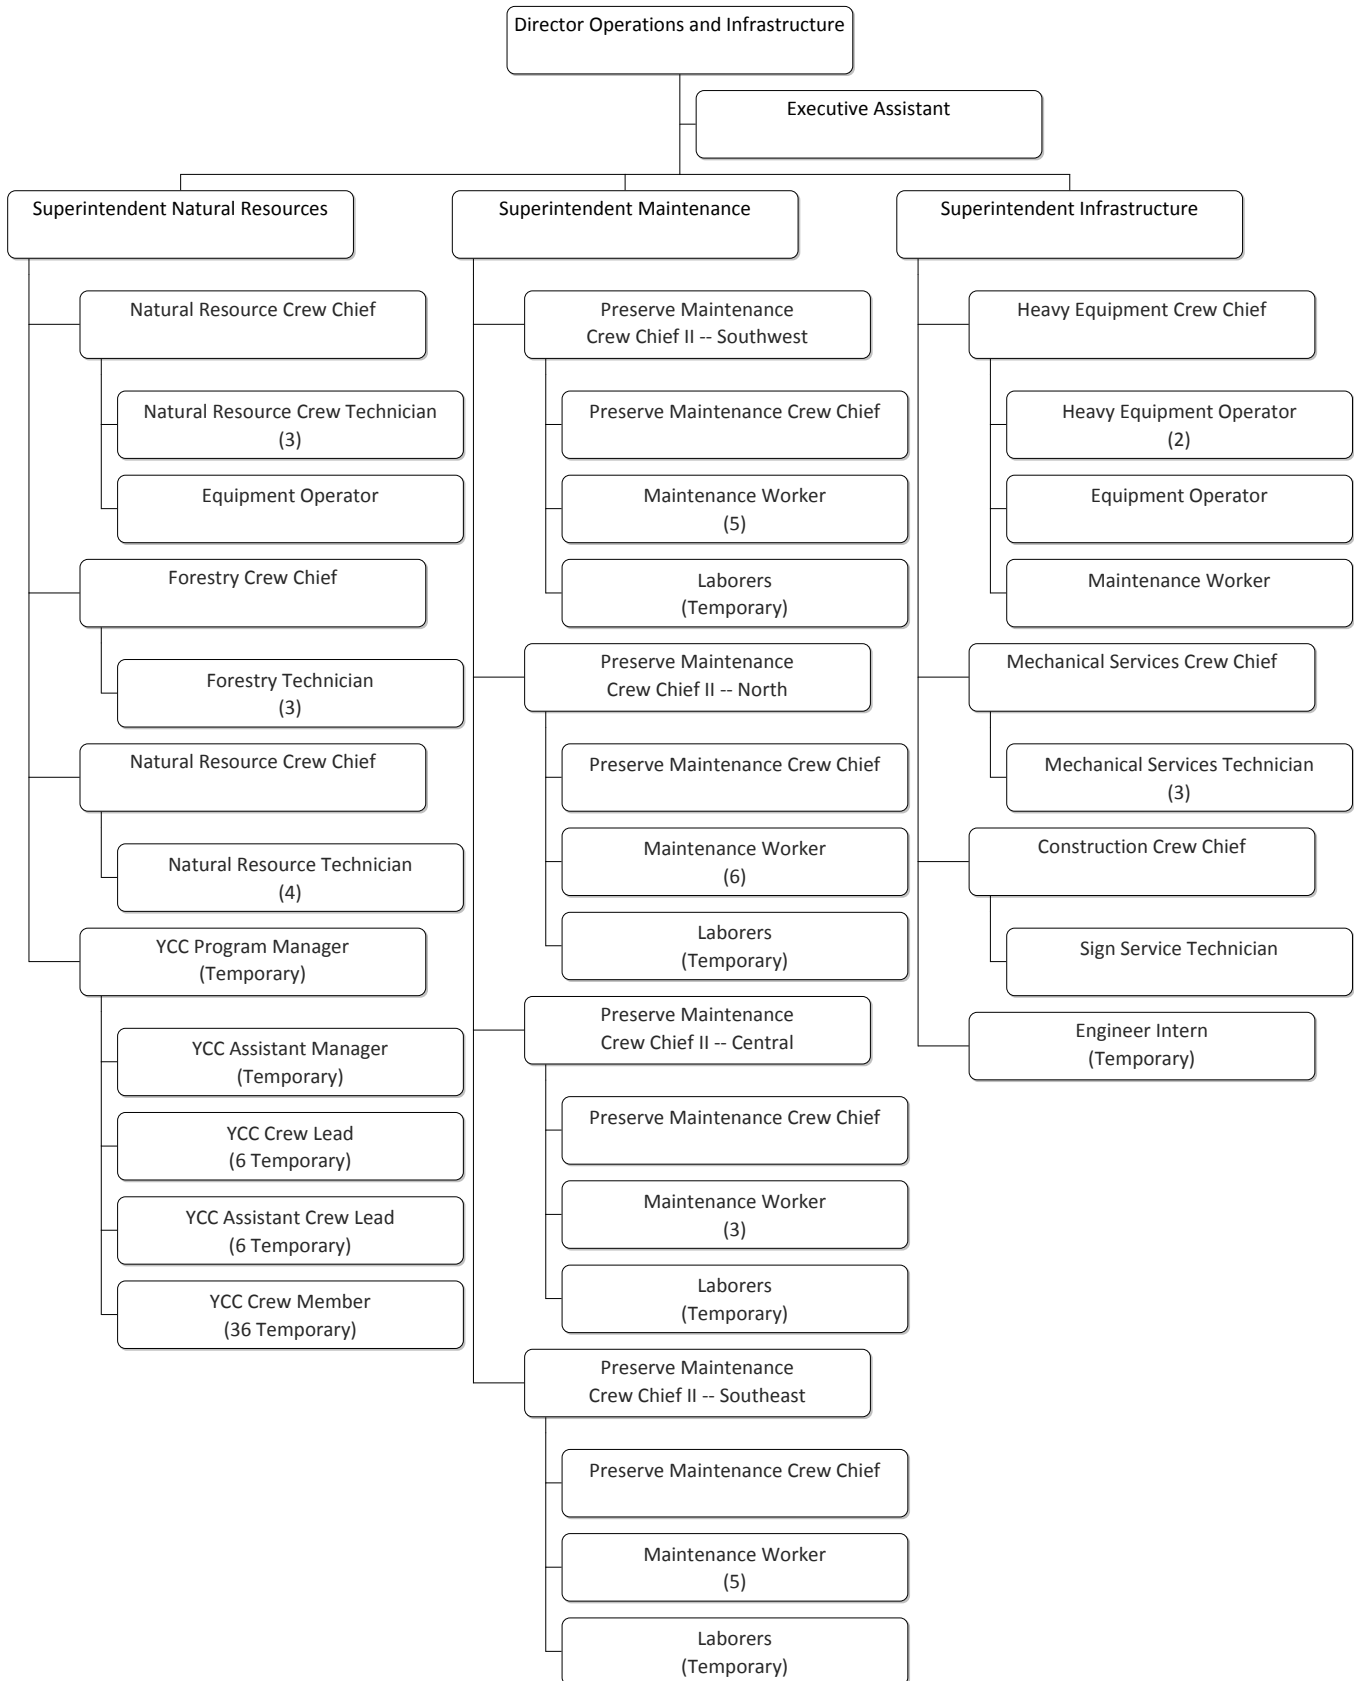 Director Operations and Infrastructure
Executive Assistant
Superintendent Natural Resources
Natural Resource Crew Chief
Natural Resource Crew Technician
(3)
Equipment Operator
Forestry Crew Chief
Forestry Technician
(3)
Natural Resource Crew Chief
Natural Resource Technician
(4)
YCC Program Manager
(Temporary)
YCC Assistant Manager
(Temporary)
YCC Crew Lead
(6 Temporary)
YCC Assistant Crew Lead
(6 Temporary)
YCC Crew Member
(36 Temporary)
Superintendent Maintenance
Preserve Maintenance
Crew Chief II -- Southwest
Preserve Maintenance Crew Chief
Maintenance Worker
(5)
Laborers
(Temporary)
Preserve Maintenance
Crew Chief II -- North
Preserve Maintenance Crew Chief
Maintenance Worker
(6)
Laborers
(Temporary)
Preserve Maintenance
Crew Chief II -- Central
Preserve Maintenance Crew Chief
Maintenance Worker
(3)
Laborers
(Temporary)
Preserve Maintenance
Crew Chief II -- Southeast
Preserve Maintenance Crew Chief
Maintenance Worker
(5)
Laborers
(Temporary)
Superintendent Infrastructure
Heavy Equipment Crew Chief
Heavy Equipment Operator
(2)
Equipment Operator
Maintenance Worker
Mechanical Services Crew Chief
Mechanical Services Technician
(3)
Construction Crew Chief
Sign Service Technician
Engineer Intern
(Temporary)